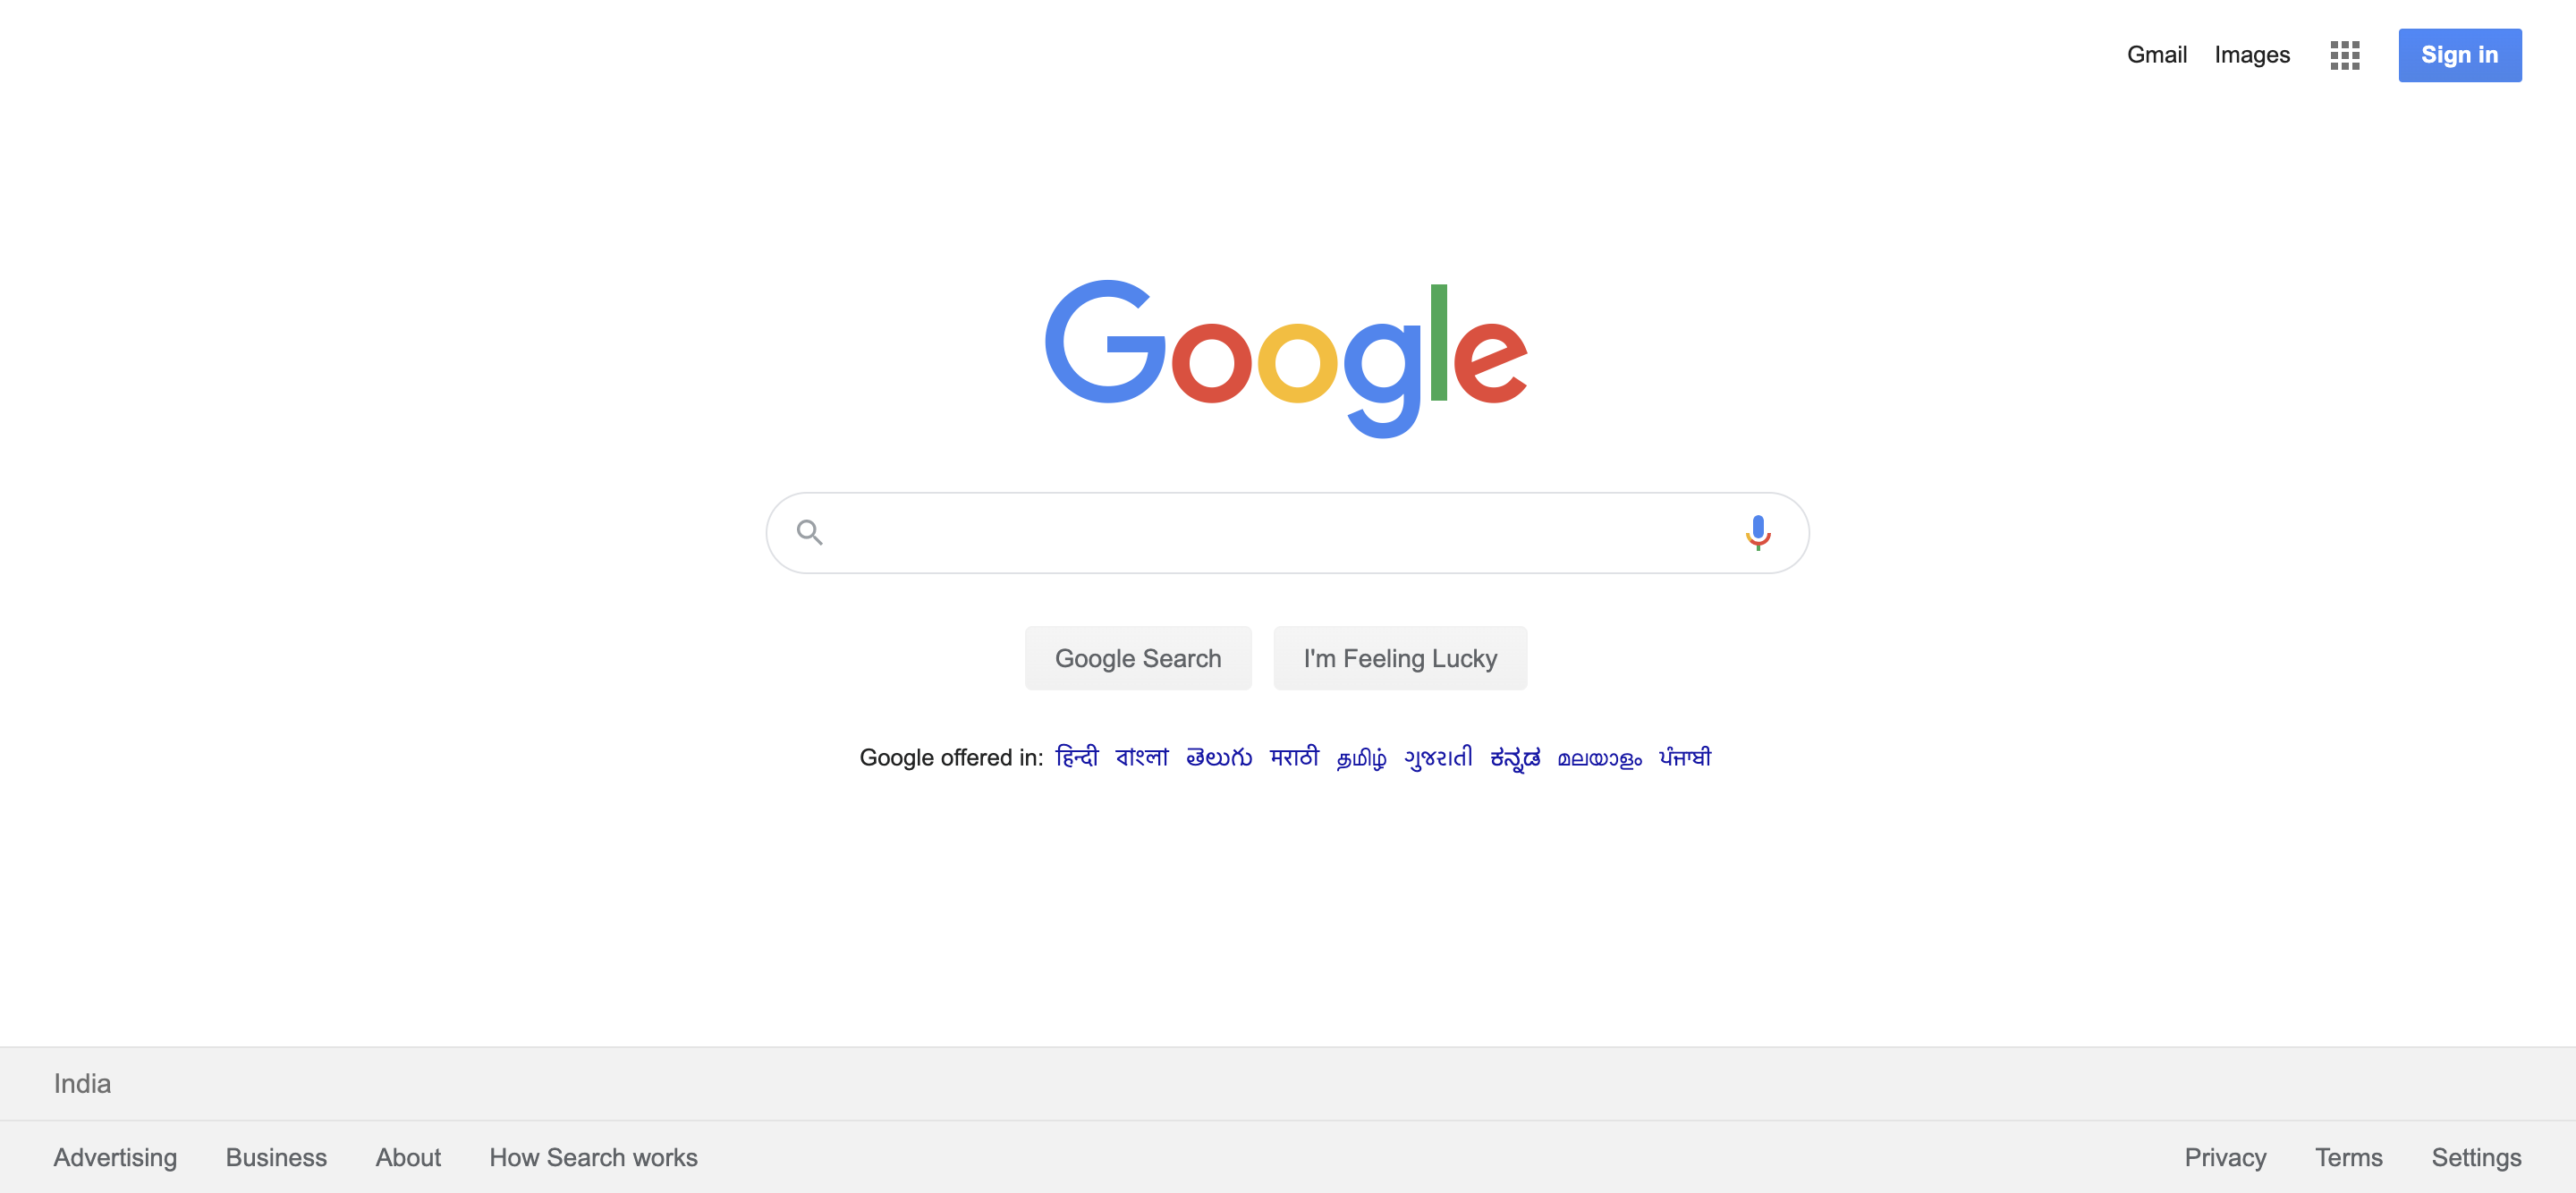 Gmail Images Sign in
Google
Google Search I'm Feeling Lucky
Google offered in: हिन्दी বাংলা తెలుగు मराठी தமிழ் ગુજરાતી ಕನ್ನಡ മലയാളം ਪੰਜਾਬੀ
India
Advertising Business About How Search works Privacy Terms Settings